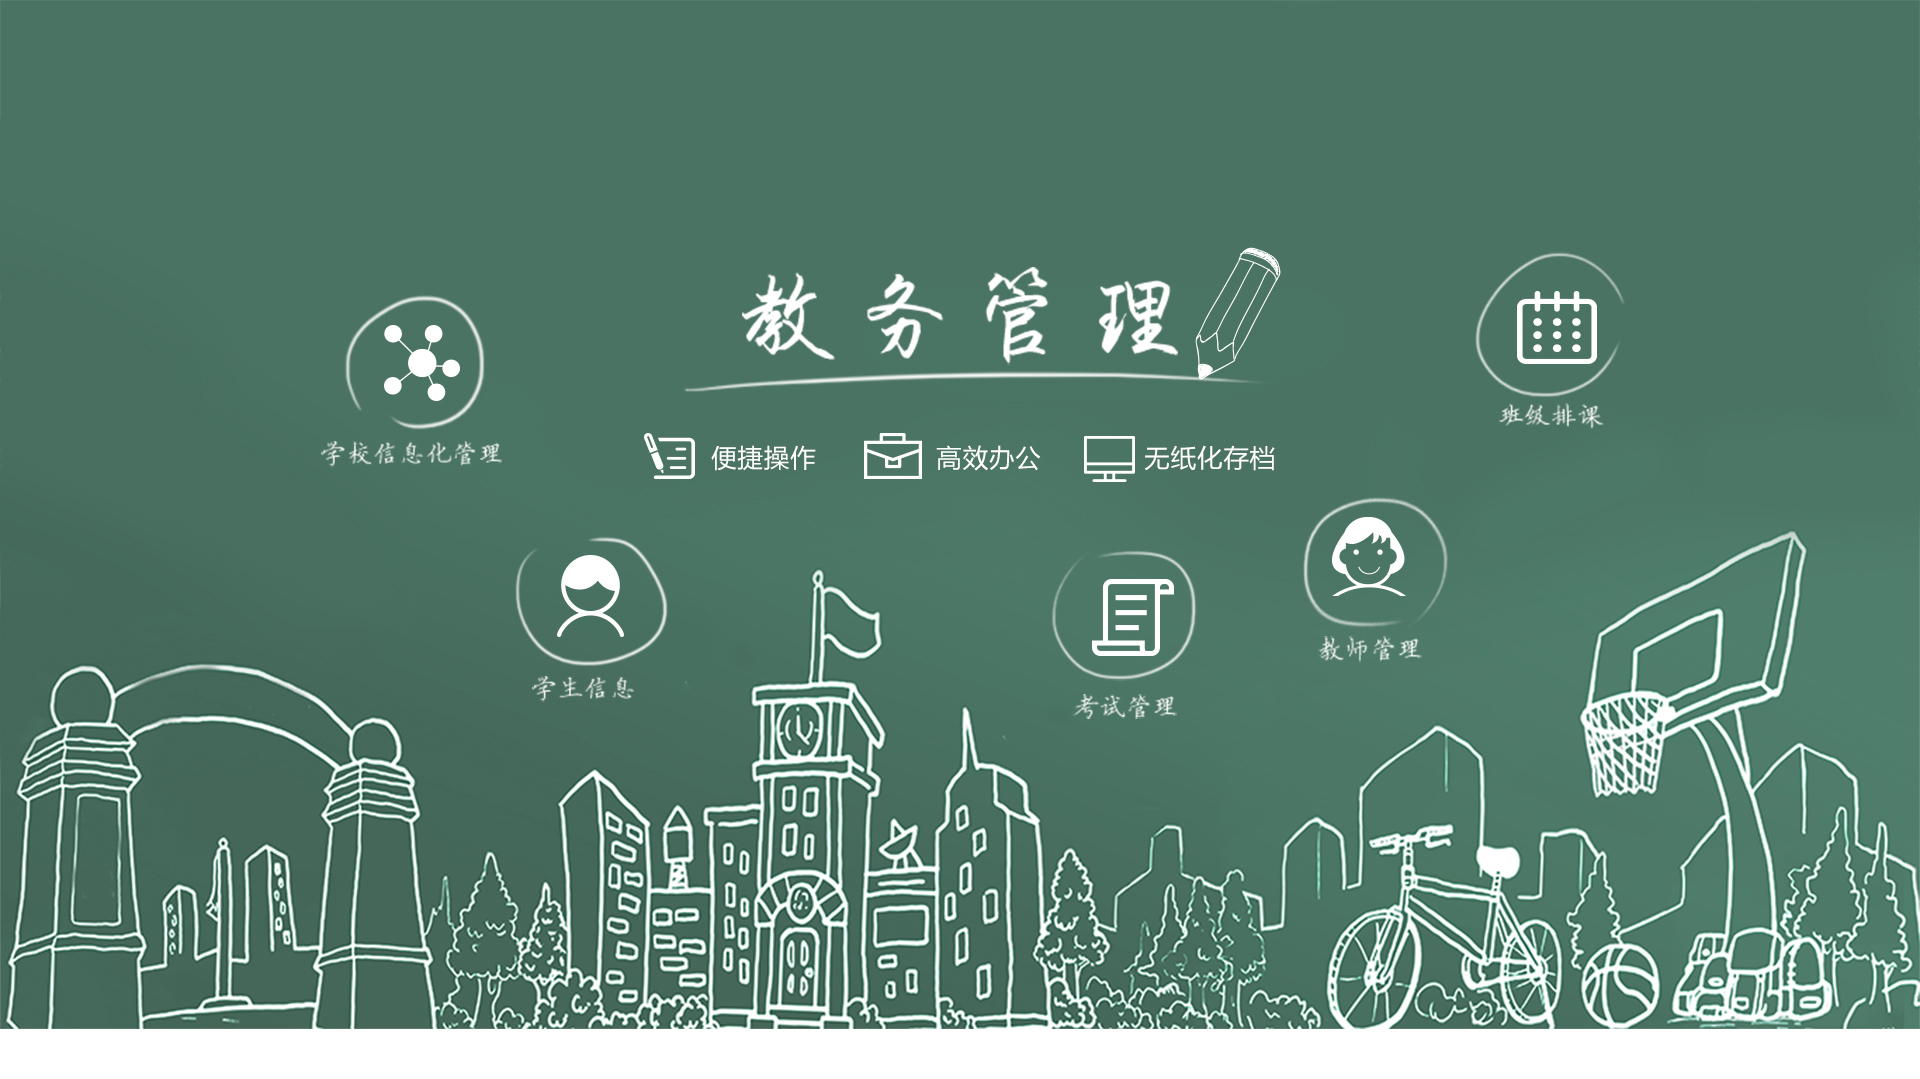 教务管理
班级排课
学校信息化管理
便捷操作 高效办公 无纸化存档
教师管理
学生信息
考试管理